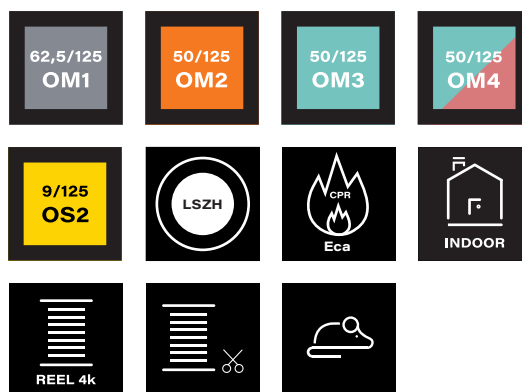 62,5/125
OM1
50/125
OM2
50/125
OM3
50/125
OM4
9/125
OS2
LSZH
CPR
Eca
INDOOR
REEL 4k